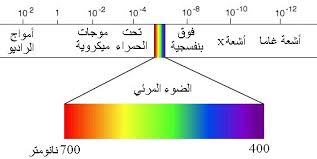 10² 1 10⁻² 10⁻⁴ 10⁻⁶ 10⁻⁸ 10⁻¹⁰ 10⁻¹²
أمواج الراديو
موجات ميكروية
تحت الحمراء
فوق بنفسجية
أشعة x
أشعة غاما
الضوء المرئي
700 نانومتر
400